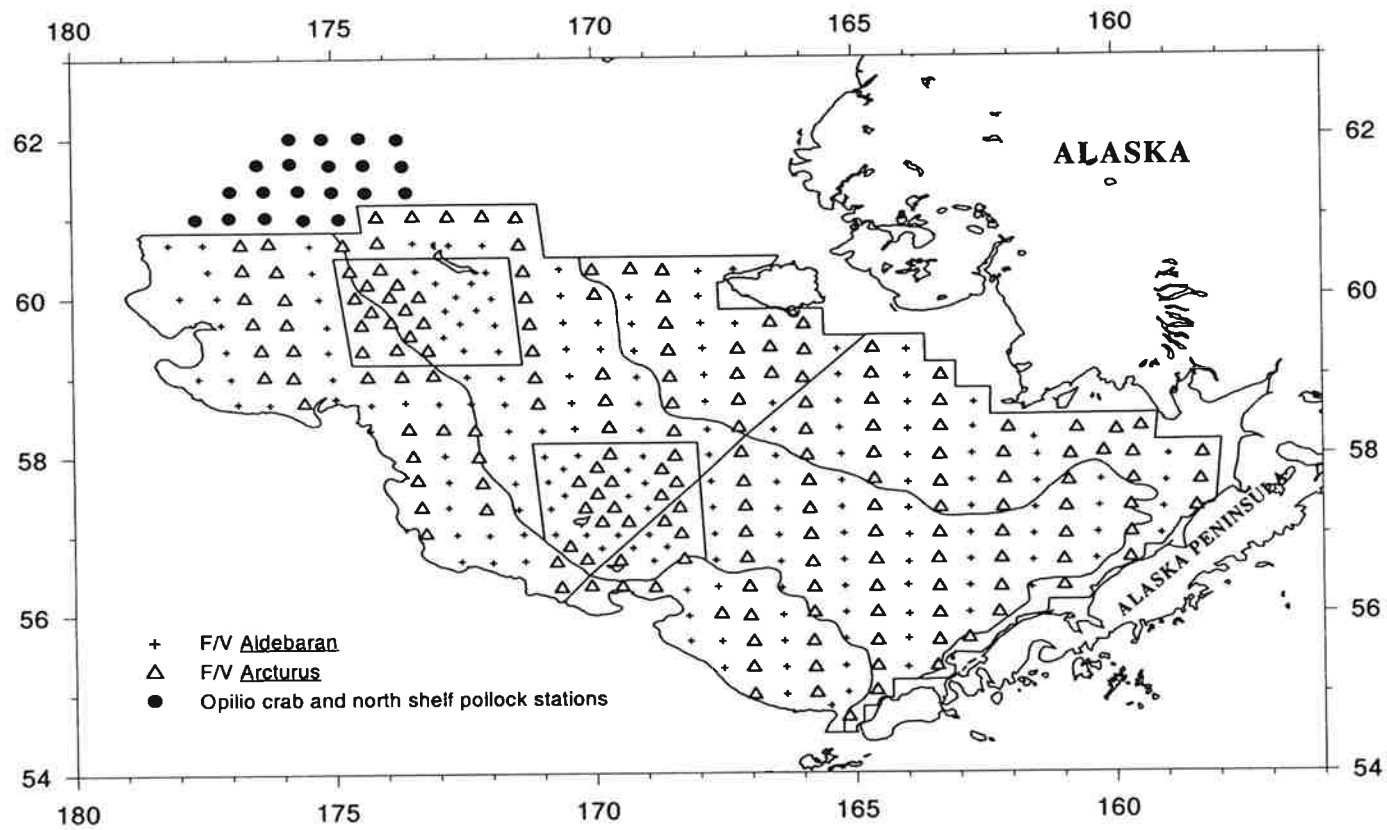 180 175 170 165 160
62 62
ALASKA
60 60
58 58
ALASKA PENINSULA
56 56
+ F/V Aldebaran
△ F/V Arcturus
● Opilio crab and north shelf pollock stations
54 54
180 175 170 165 160